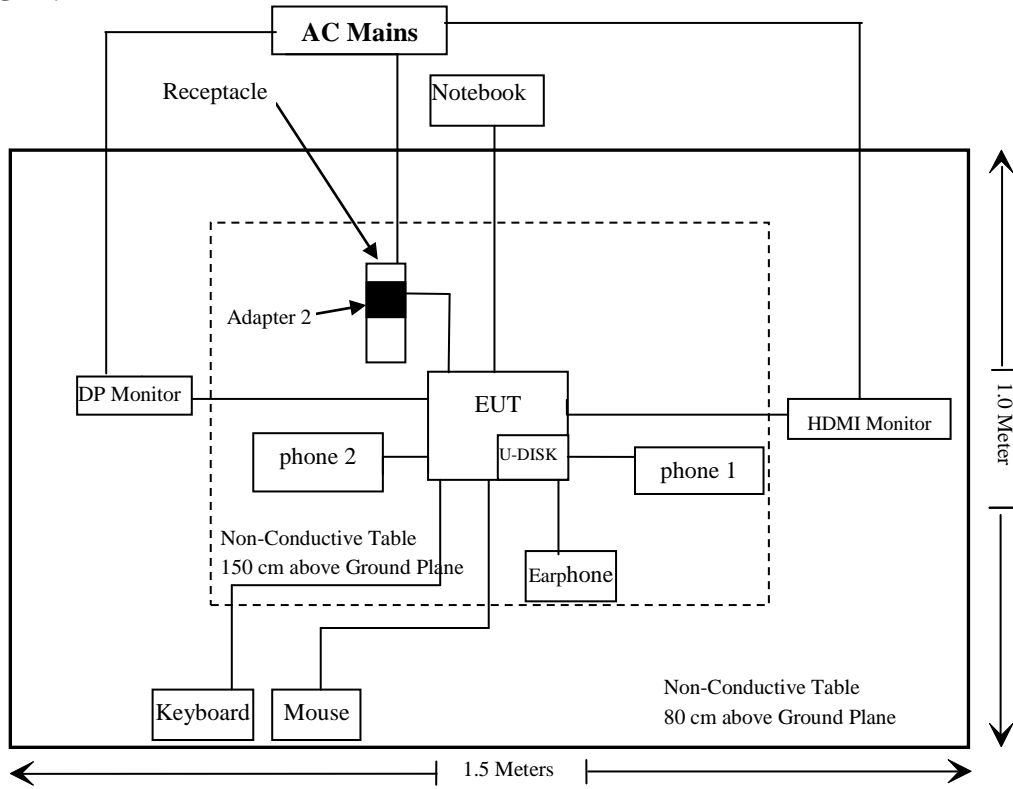 AC Mains
Receptacle
Notebook
Adapter 2
DP Monitor
EUT
HDMI Monitor
1.0 Meter
phone 2
U-DISK
phone 1
Non-Conductive Table
150 cm above Ground Plane
Earphone
Keyboard
Mouse
Non-Conductive Table
80 cm above Ground Plane
1.5 Meters